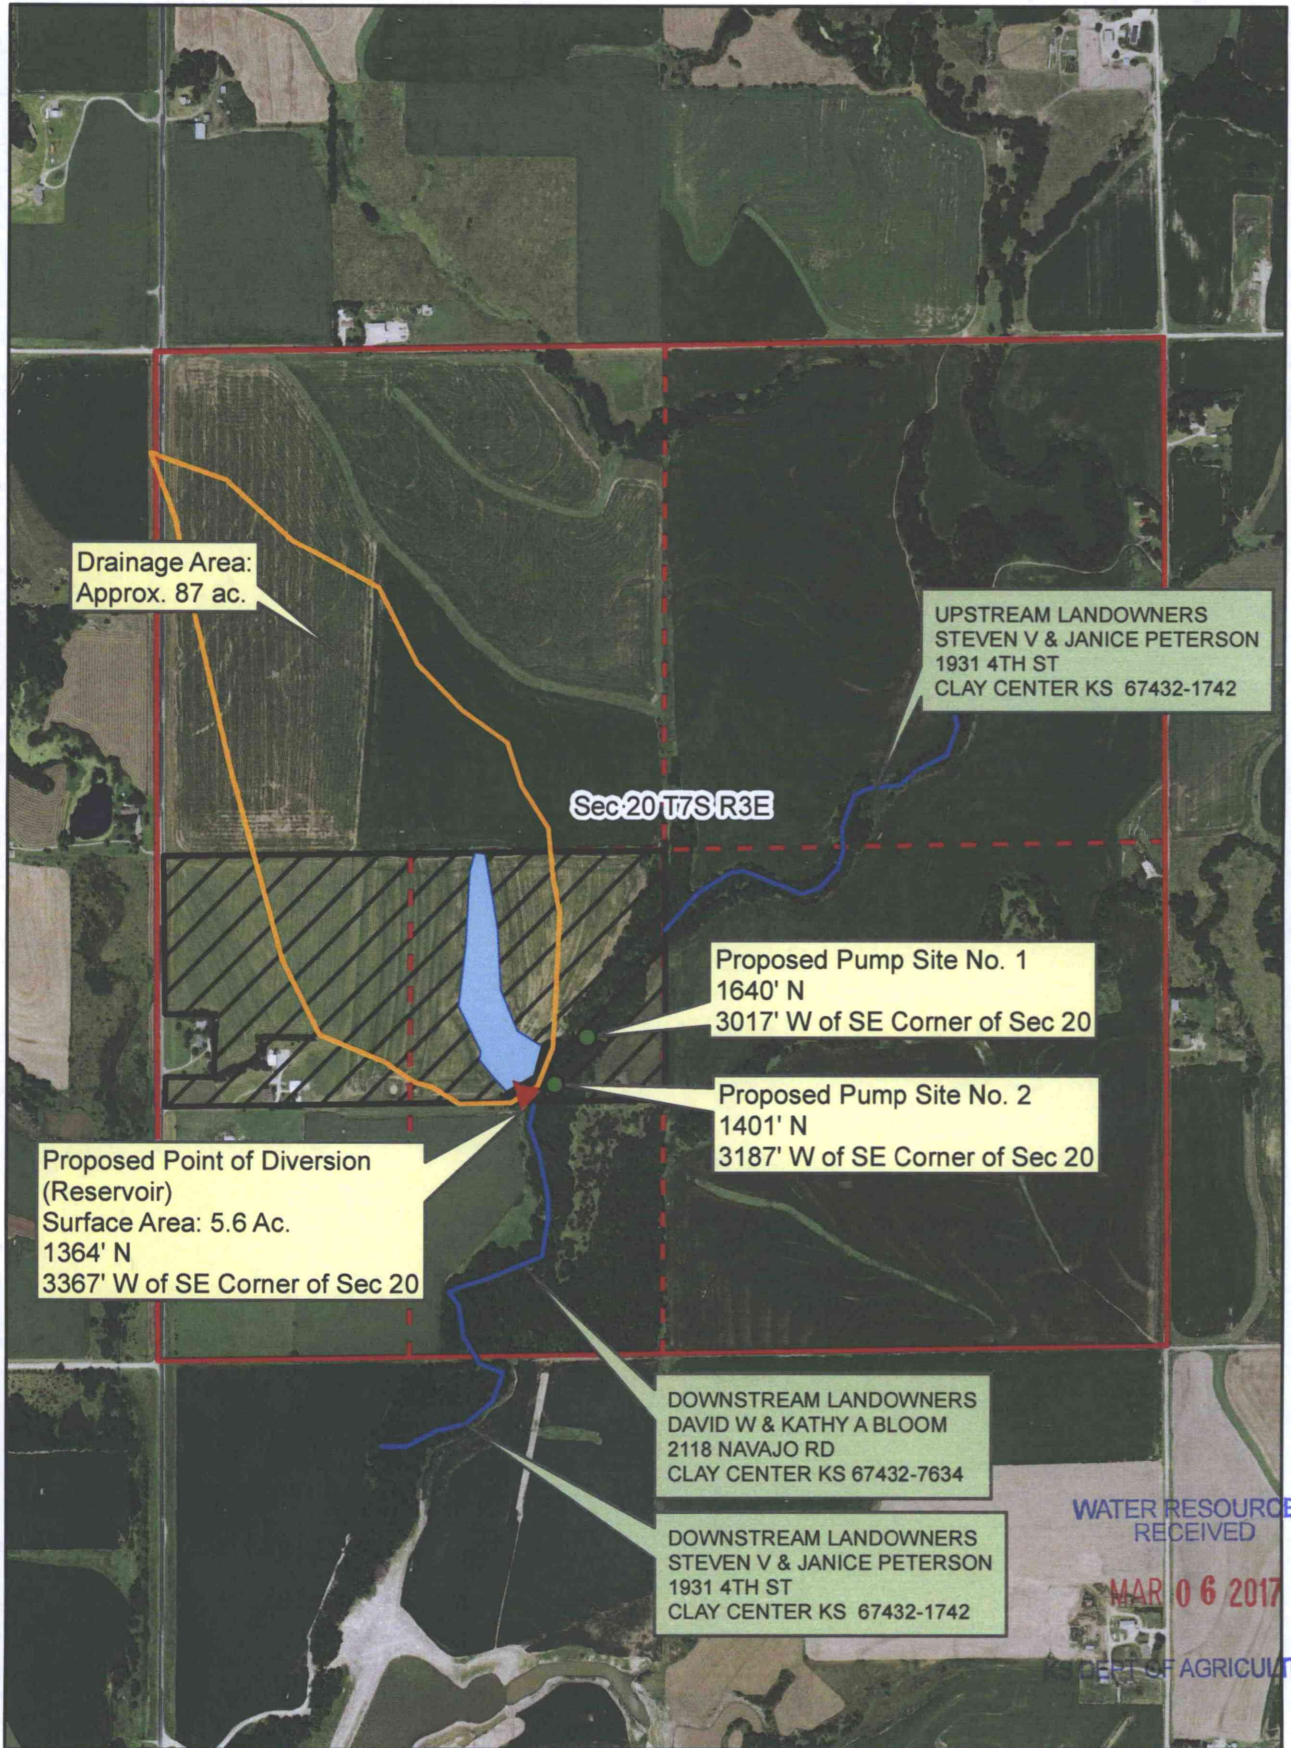 Drainage Area:
Approx. 87 ac.
UPSTREAM LANDOWNERS
STEVEN V & JANICE PETERSON
1931 4TH ST
CLAY CENTER KS 67432-1742
Sec 20 T7S R3E
Proposed Pump Site No. 1
1640' N
3017' W of SE Corner of Sec 20
Proposed Pump Site No. 2
1401' N
3187' W of SE Corner of Sec 20
Proposed Point of Diversion
(Reservoir)
Surface Area: 5.6 Ac.
1364' N
3367' W of SE Corner of Sec 20
DOWNSTREAM LANDOWNERS
DAVID W & KATHY A BLOOM
2118 NAVAJO RD
CLAY CENTER KS 67432-7634
DOWNSTREAM LANDOWNERS
STEVEN V & JANICE PETERSON
1931 4TH ST
CLAY CENTER KS 67432-1742
WATER RESOURCE
RECEIVED
MAR 06 2017
KS DEPT OF AGRICULT